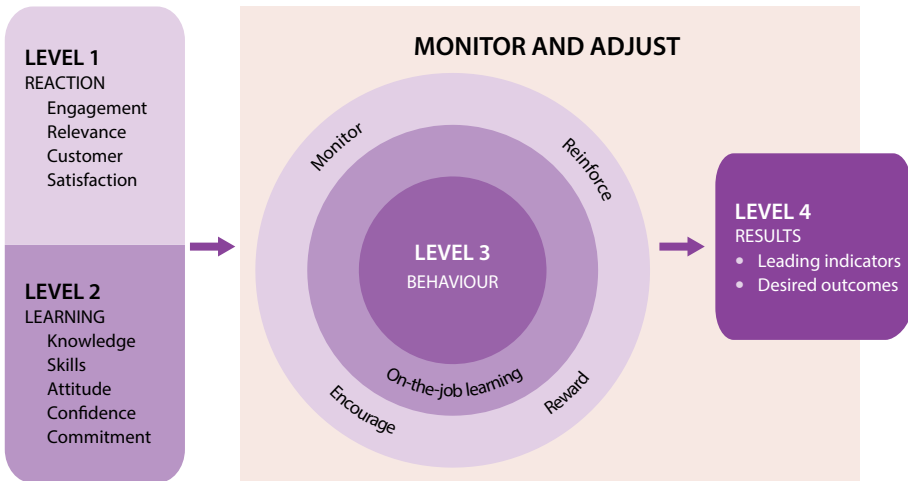 LEVEL 1
REACTION
Engagement
Relevance
Customer
Satisfaction
LEVEL 2
LEARNING
Knowledge
Skills
Attitude
Confidence
Commitment
MONITOR AND ADJUST
Monitor
Reinforce
LEVEL 3
BEHAVIOUR
On-the-job learning
Encourage
Reward
LEVEL 4
RESULTS
• Leading indicators
• Desired outcomes